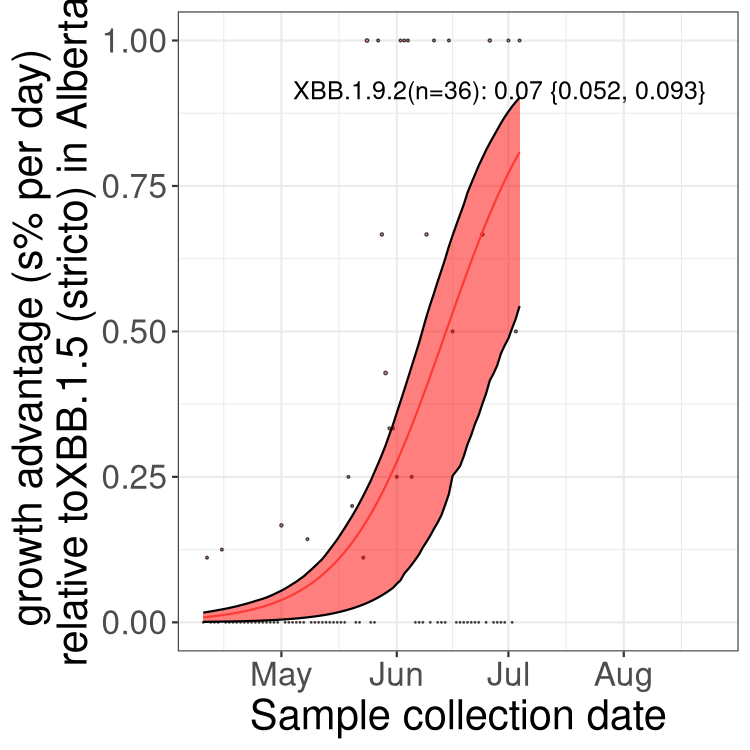 growth advantage (s% per day)
relative toXBB.1.5 (stricto) in Alberta
1.00
0.75
0.50
0.25
0.00
XBB.1.9.2(n=36): 0.07 {0.052, 0.093}
May Jun Jul Aug
Sample collection date